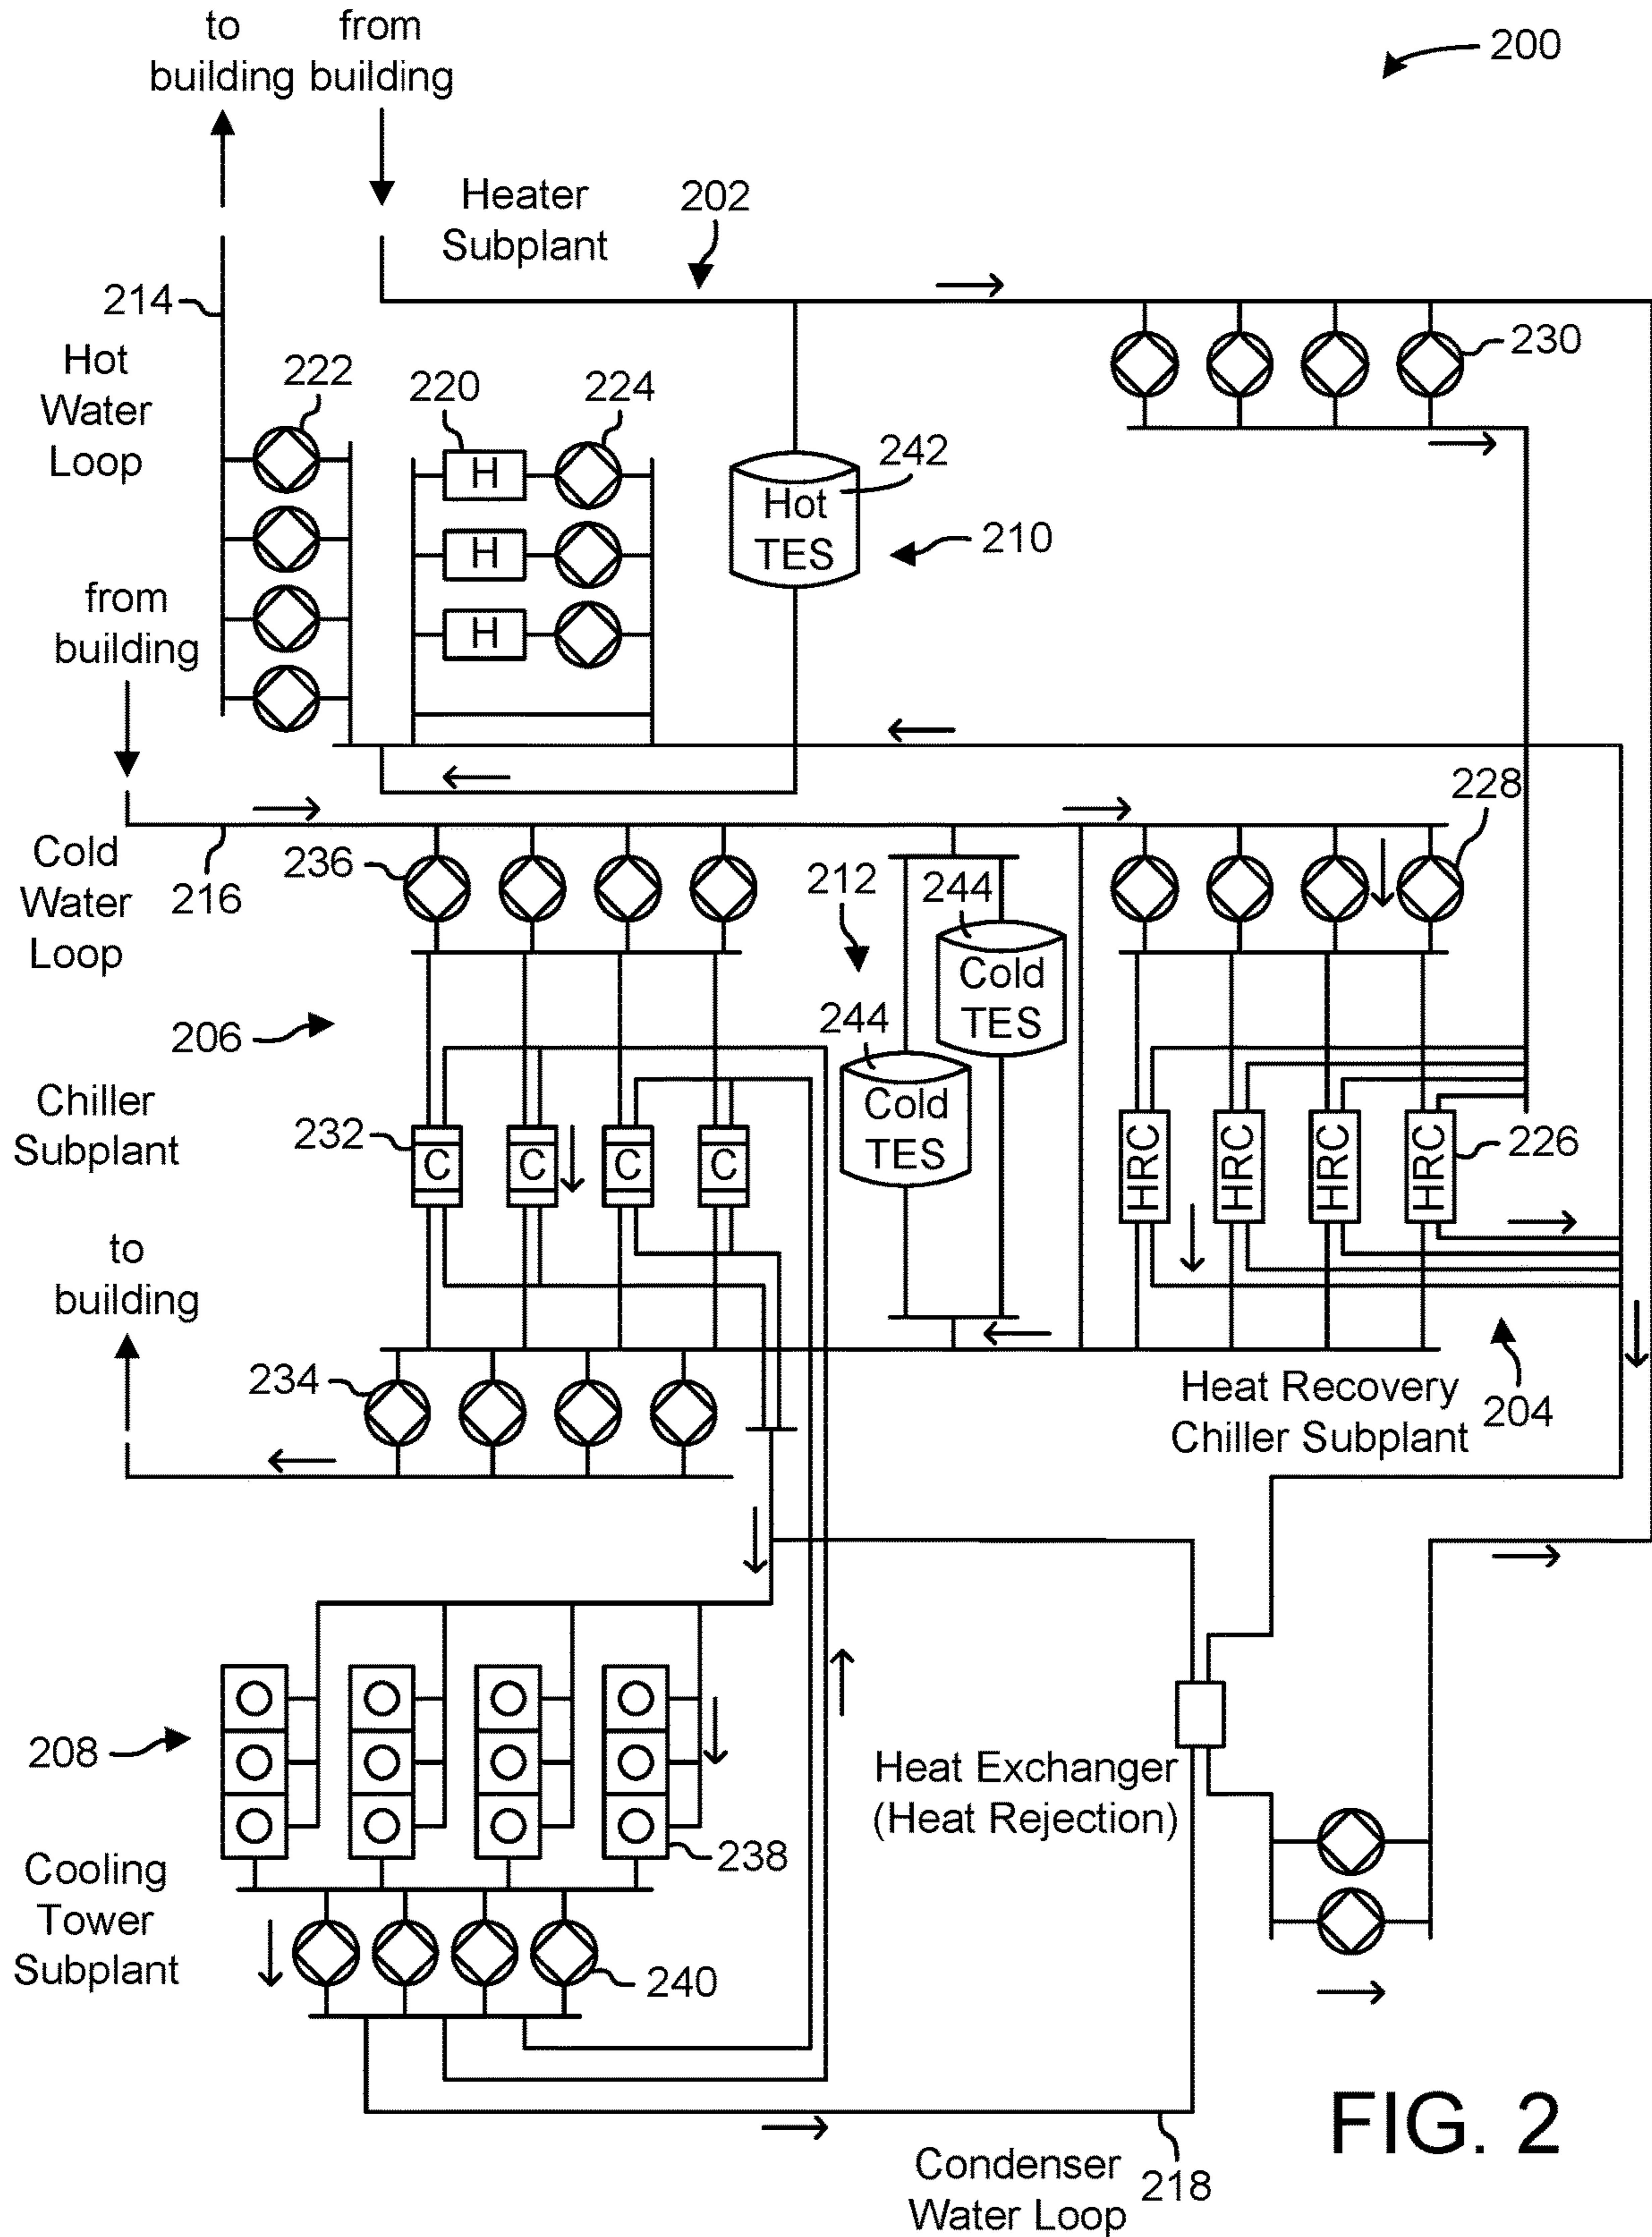 to
building
from
building
200
Heater
Subplant
202
214
Hot
Water
Loop
222
220
224
230
H
H
H
242
Hot
TES
210
from
building
228
Cold
Water
Loop
216
236
212
244
Cold
TES
244
Cold
TES
206
Chiller
Subplant
232
C
C
C
C
HRC
HRC
HRC
HRC
226
to
building
234
Heat Recovery
Chiller Subplant
204
208
Heat Exchanger
(Heat Rejection)
238
Cooling
Tower
Subplant
240
Condenser
Water Loop
218
FIG. 2